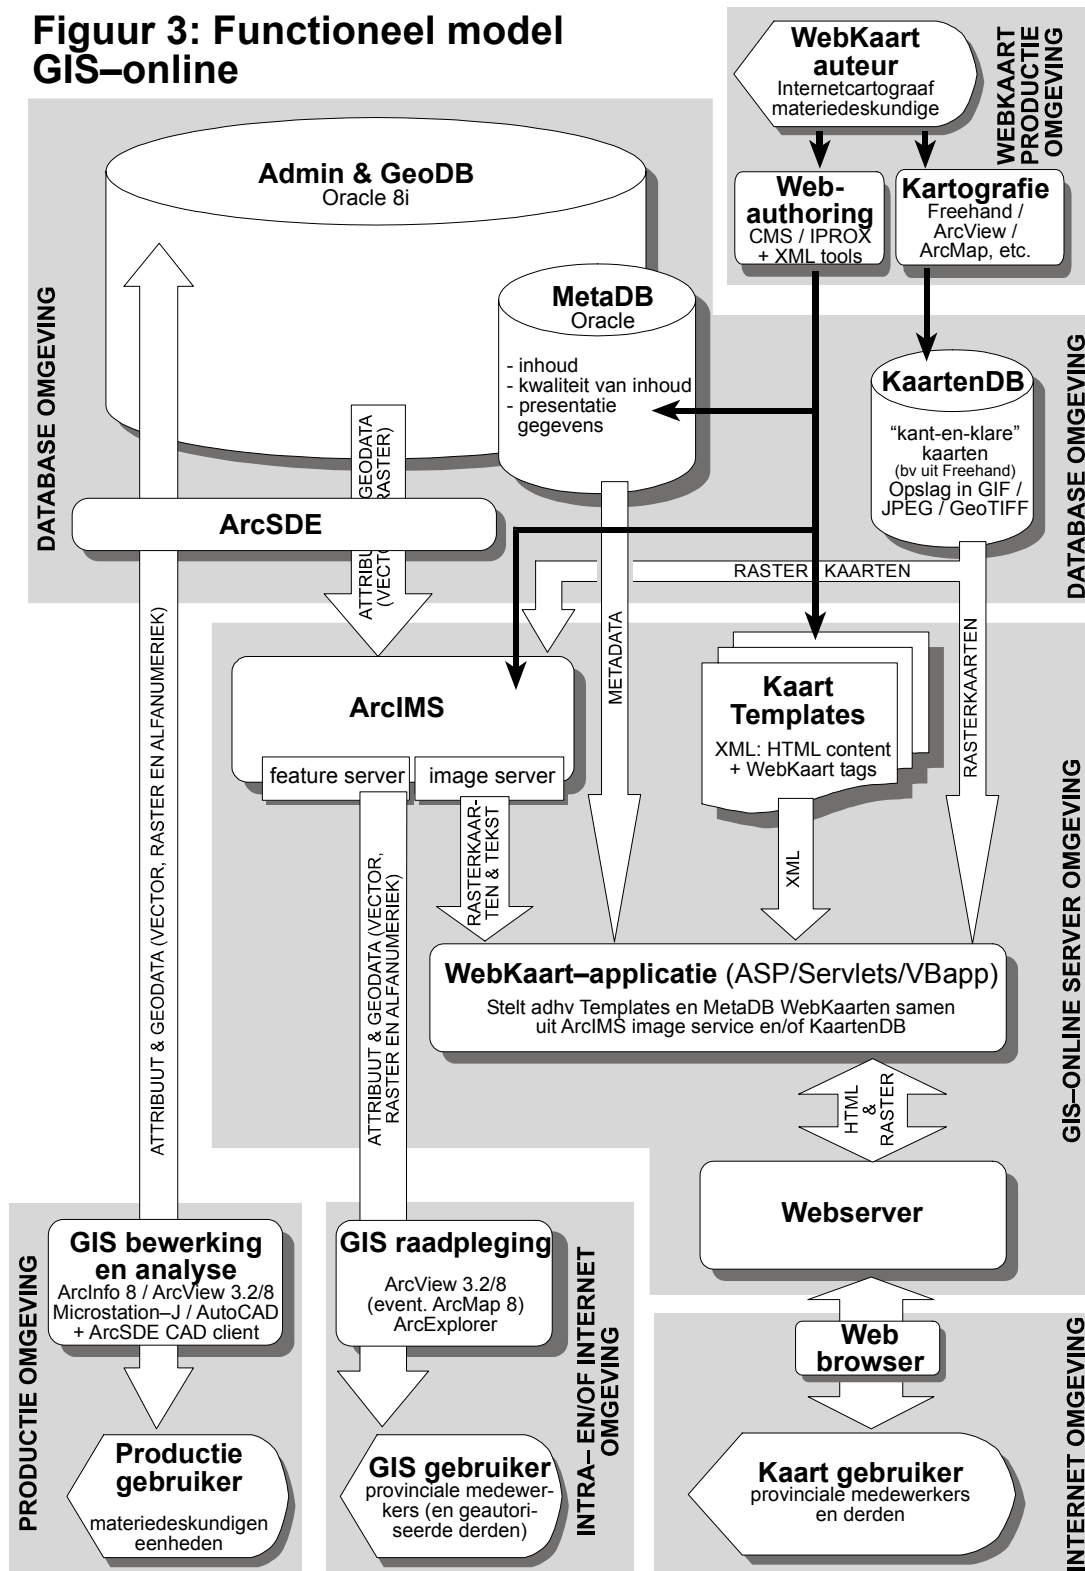 Figuur 3: Functioneel model
GIS–online
WebKaart
auteur
Internetcartograaf
materiedeskundige
WEBKAART
PRODUCTIE
OMGEVING
Web-
authoring
CMS / IPROX
+ XML tools
Kartografie
Freehand /
ArcView /
ArcMap, etc.
DATABASE OMGEVING
Admin & GeoDB
Oracle 8i
MetaDB
Oracle
- inhoud
- kwaliteit van inhoud
- presentatie
gegevens
KaartenDB
“kant-en-klare”
kaarten
(bv uit Freehand)
Opslag in GIF /
JPEG / GeoTIFF
DATABASE OMGEVING
ArcSDE
GEODATA
RASTER)
ATTRIBU
(VECTO
RASTER KAARTEN
METADATA
RASTERKAARTEN
ArcIMS
feature server
image server
Kaart
Templates
XML: HTML content
+ WebKaart tags
GIS–ONLINE SERVER OMGEVING
ATTRIBUUT & GEODATA (VECTOR, RASTER EN ALFANUMERIEK)
ATTRIBUUT & GEODATA (VECTOR,
RASTER EN ALFANUMERIEK)
RASTERKAAR-
TEN & TEKST
XML
WebKaart–applicatie (ASP/Servlets/VBapp)
Stelt adhv Templates en MetaDB WebKaarten samen
uit ArcIMS image service en/of KaartenDB
HTML
&
RASTER
Webserver
PRODUCTIE OMGEVING
GIS bewerking
en analyse
ArcInfo 8 / ArcView 3.2/8
Microstation–J / AutoCAD
+ ArcSDE CAD client
Productie
gebruiker
materiedeskundigen
eenheden
GIS raadpleging
ArcView 3.2/8
(event. ArcMap 8)
ArcExplorer
GIS gebruiker
provinciale medewer-
kers (en geautori-
seerde derden)
INTRA– EN/OF INTERNET
OMGEVING
Web
browser
Kaart gebruiker
provinciale medewerkers
en derden
INTERNET OMGEVING